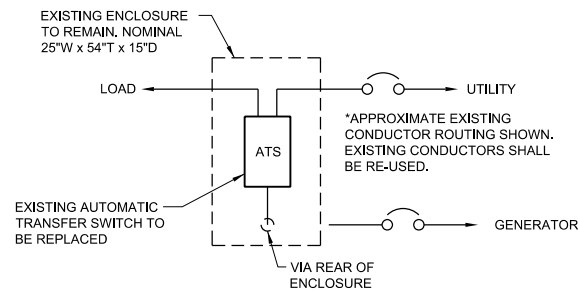 EXISTING ENCLOSURE
TO REMAIN. NOMINAL
25"W x 54"T x 15"D
LOAD
UTILITY
*APPROXIMATE EXISTING
CONDUCTOR ROUTING SHOWN.
EXISTING CONDUCTORS SHALL
BE RE-USED.
ATS
EXISTING AUTOMATIC
TRANSFER SWITCH TO
BE REPLACED
GENERATOR
VIA REAR OF
ENCLOSURE